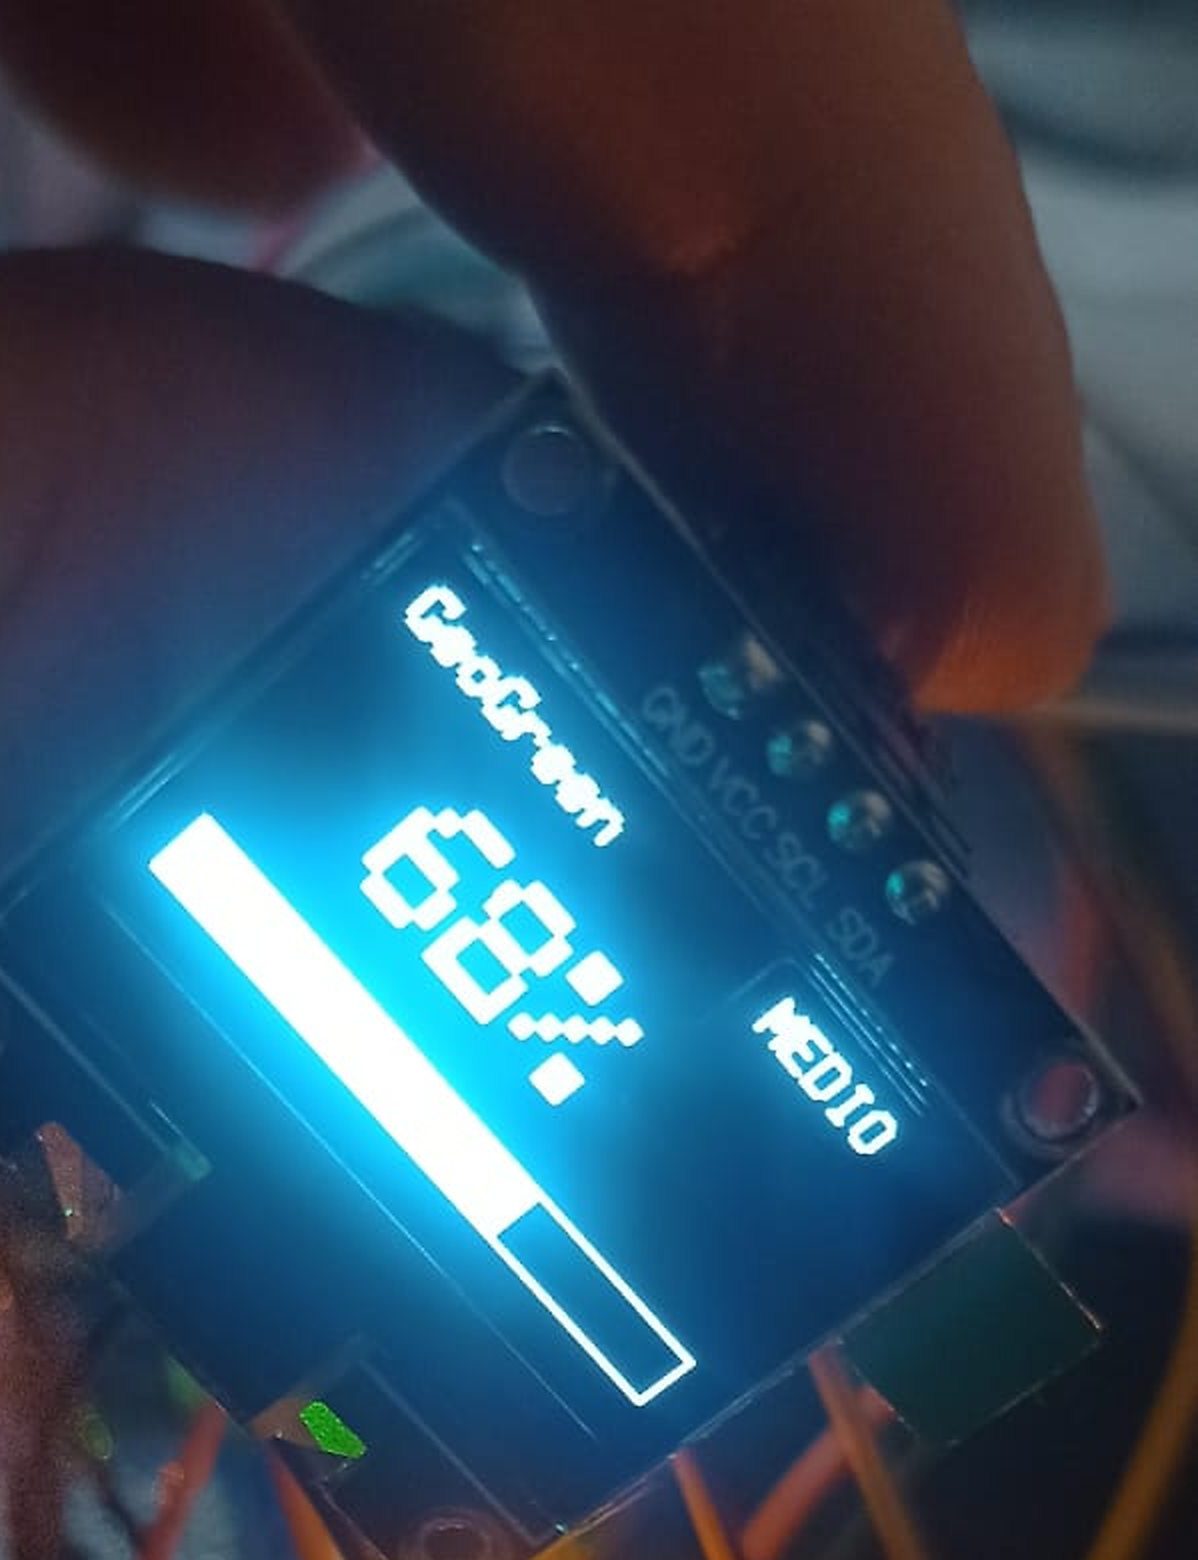 GND VCC SCL SDA
GeoGreen MEDIO
68%